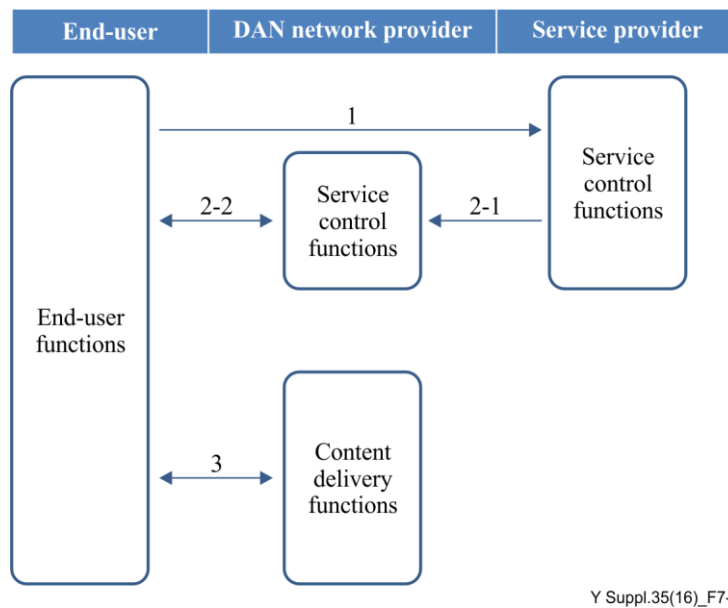 End-user
DAN network provider
Service provider
1
Service
control
functions
Service
control
functions
2-2
2-1
End-user
functions
3
Content
delivery
functions
Y Suppl.35(16)_F7-